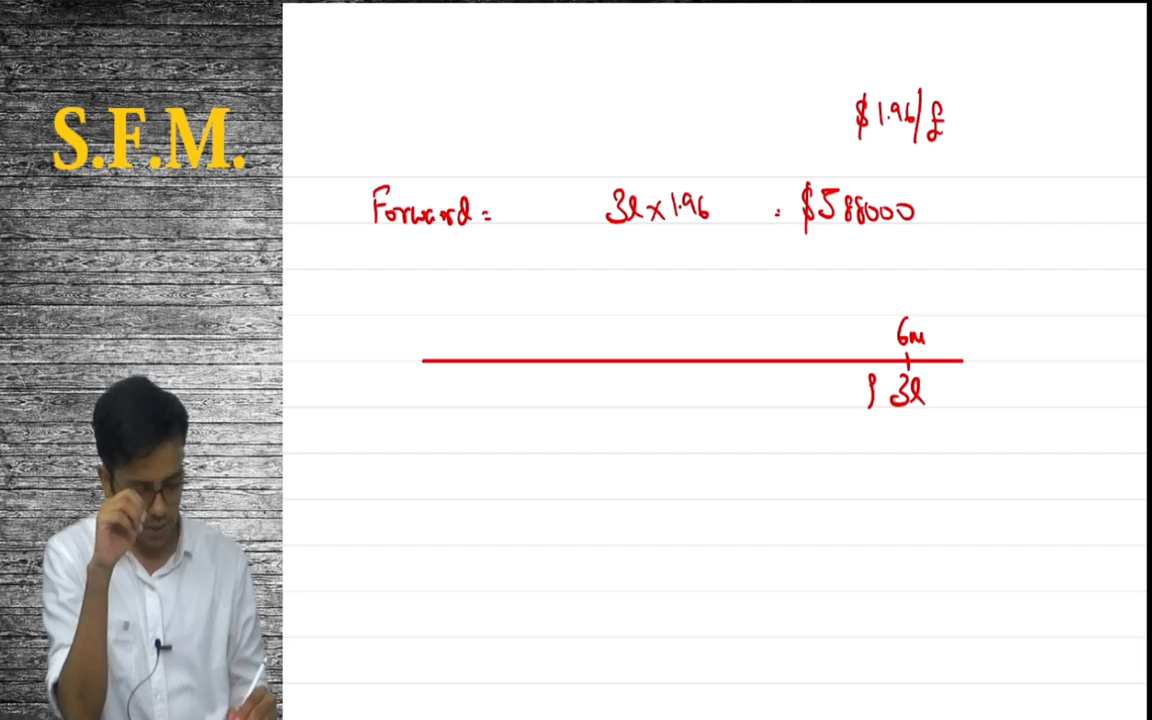 S.F.M.
$1.96/£
Forward = 3l x 1.96 = $588000
6m
3l